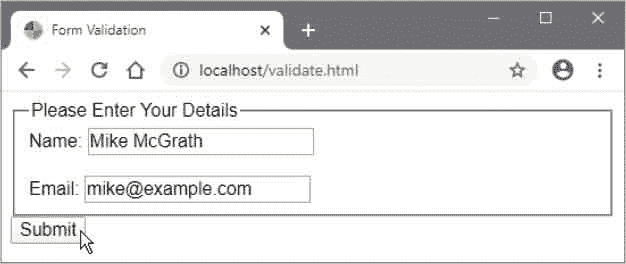 Form Validation
localhost/validate.html
Please Enter Your Details
Name: Mike McGrath
Email: mike@example.com
Submit